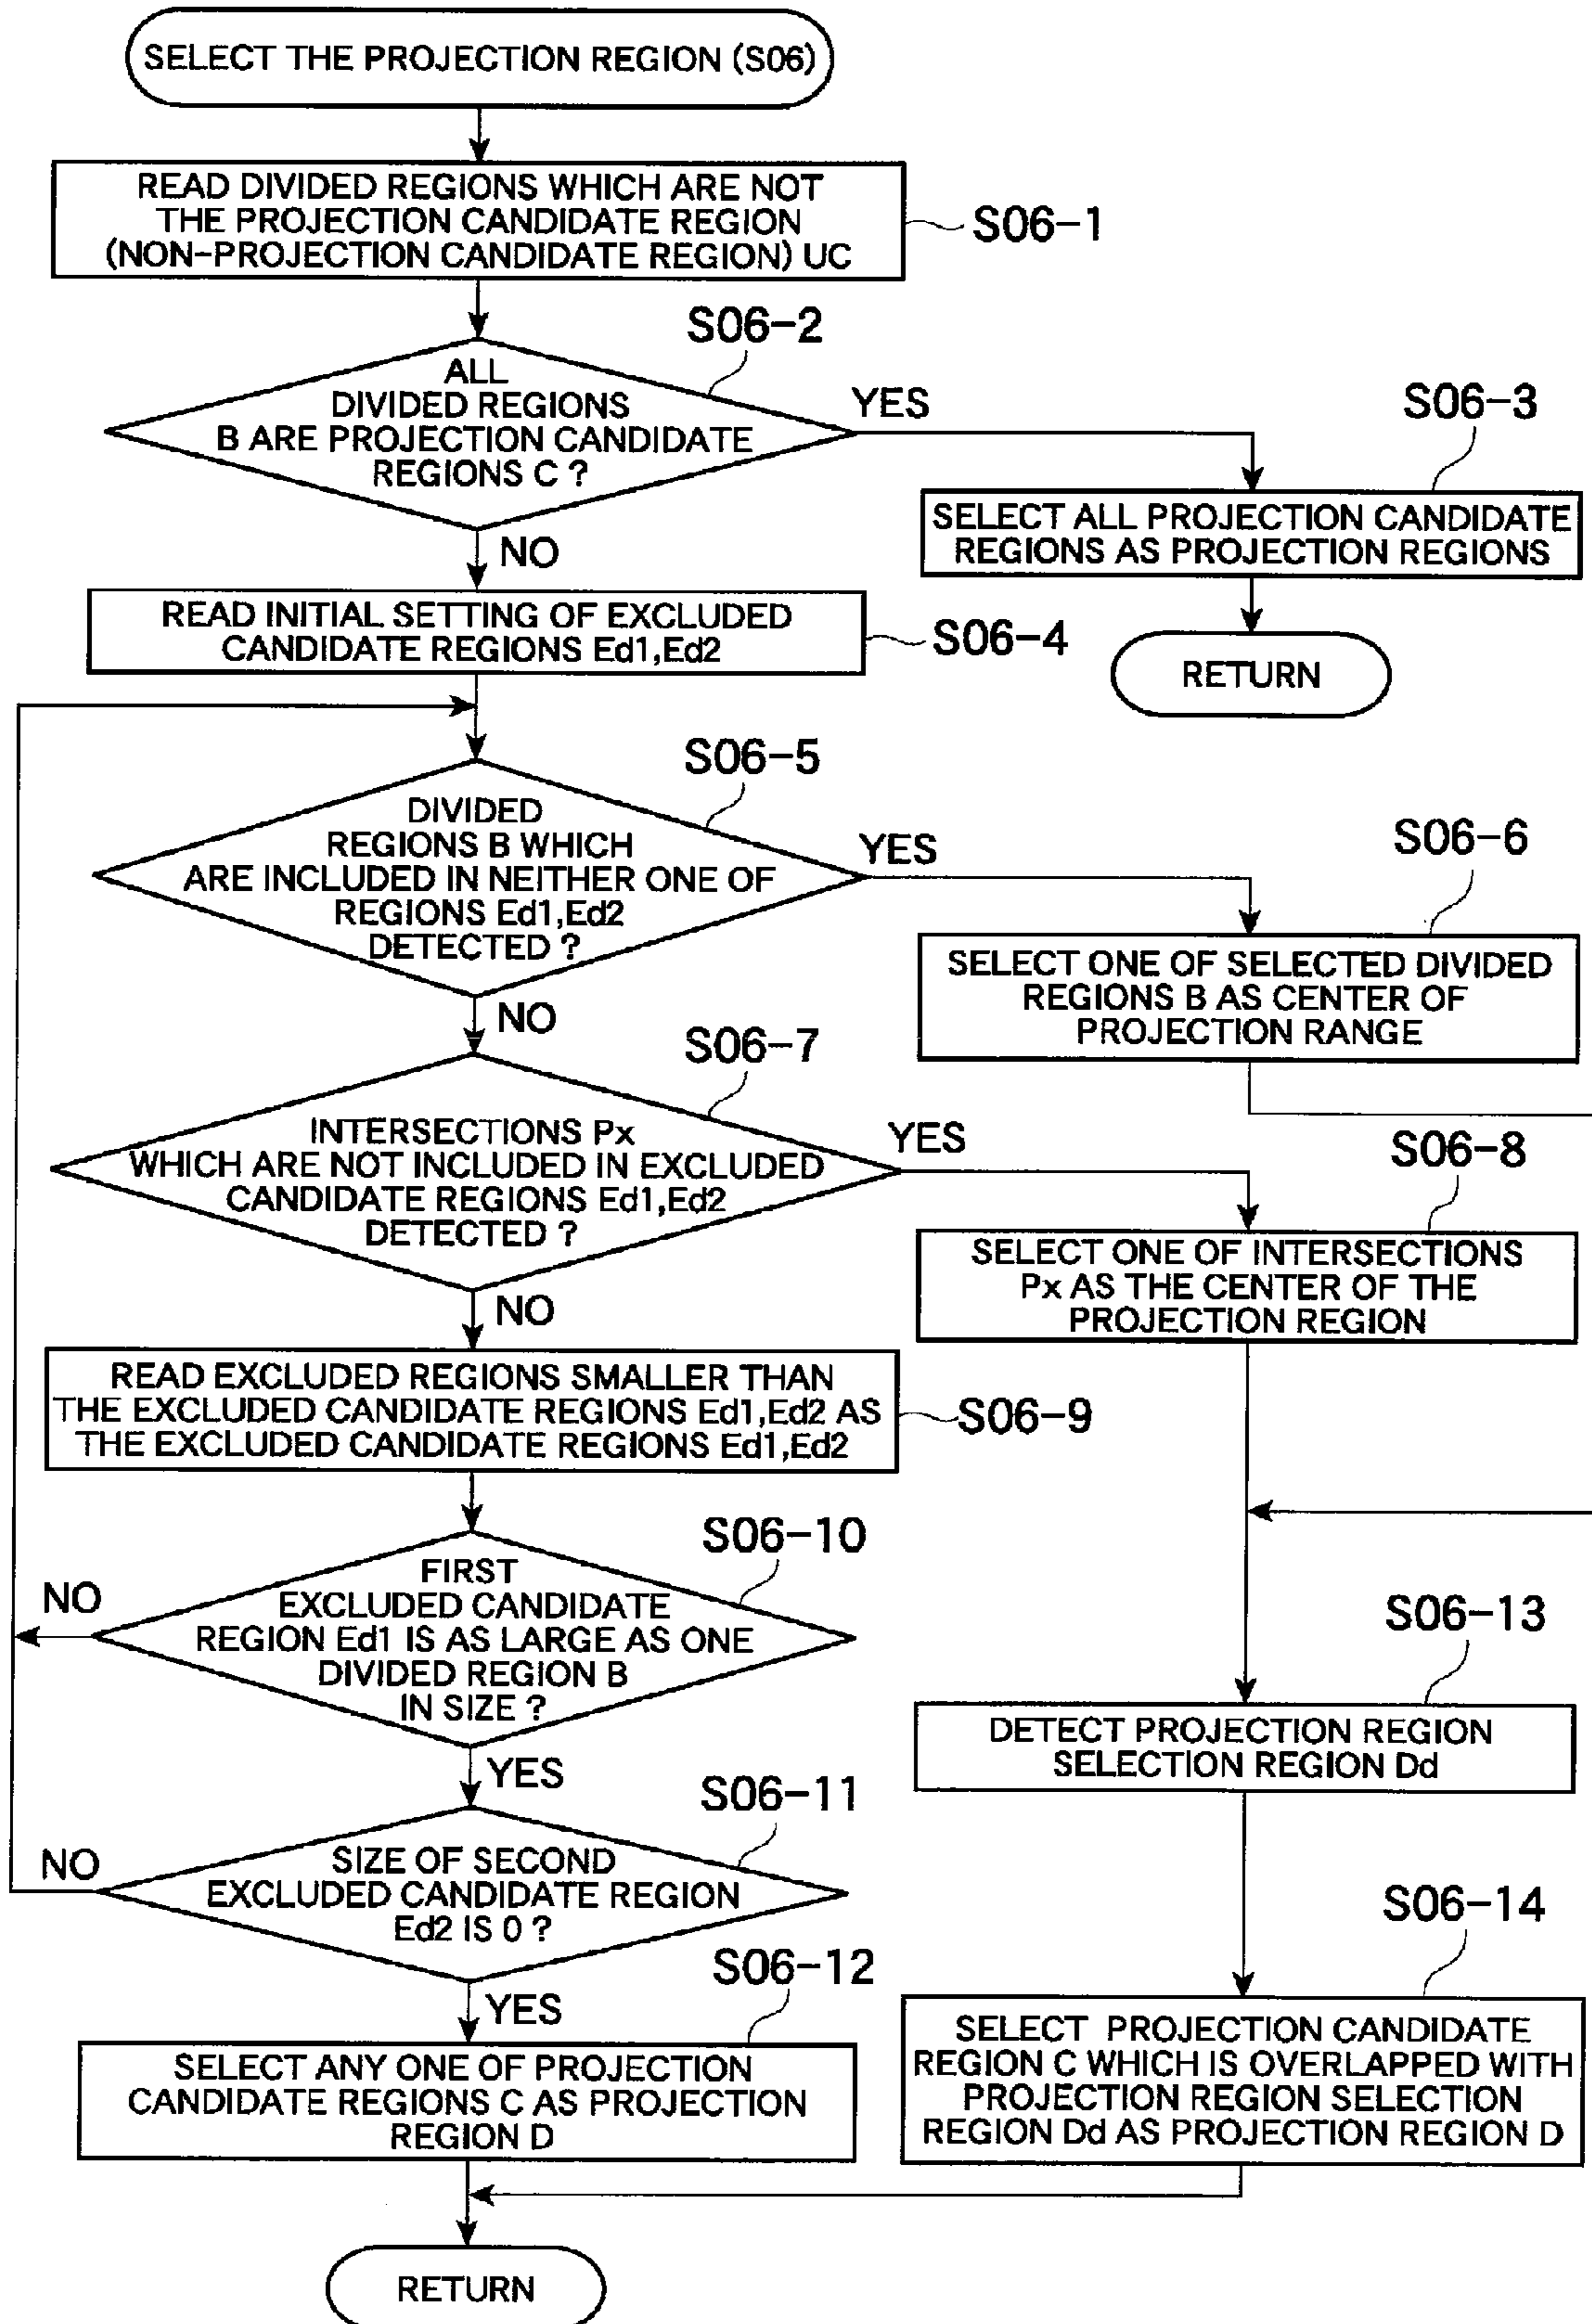 SELECT THE PROJECTION REGION (S06)
READ DIVIDED REGIONS WHICH ARE NOT
THE PROJECTION CANDIDATE REGION
(NON-PROJECTION CANDIDATE REGION) UC
S06-1
S06-2
ALL
DIVIDED REGIONS
B ARE PROJECTION CANDIDATE
REGIONS C ?
YES
NO
S06-3
SELECT ALL PROJECTION CANDIDATE
REGIONS AS PROJECTION REGIONS
RETURN
READ INITIAL SETTING OF EXCLUDED
CANDIDATE REGIONS Ed1,Ed2
S06-4
S06-5
DIVIDED
REGIONS B WHICH
ARE INCLUDED IN NEITHER ONE OF
REGIONS Ed1,Ed2
DETECTED ?
YES
NO
S06-6
SELECT ONE OF SELECTED DIVIDED
REGIONS B AS CENTER OF
PROJECTION RANGE
S06-7
INTERSECTIONS Px
WHICH ARE NOT INCLUDED IN EXCLUDED
CANDIDATE REGIONS Ed1,Ed2
DETECTED ?
YES
NO
S06-8
SELECT ONE OF INTERSECTIONS
Px AS THE CENTER OF THE
PROJECTION REGION
READ EXCLUDED REGIONS SMALLER THAN
THE EXCLUDED CANDIDATE REGIONS Ed1,Ed2 AS
THE EXCLUDED CANDIDATE REGIONS Ed1,Ed2
S06-9
S06-10
FIRST
EXCLUDED CANDIDATE
REGION Ed1 IS AS LARGE AS ONE
DIVIDED REGION B
IN SIZE ?
NO
YES
S06-11
SIZE OF SECOND
EXCLUDED CANDIDATE REGION
Ed2 IS 0 ?
NO
YES
S06-12
SELECT ANY ONE OF PROJECTION
CANDIDATE REGIONS C AS PROJECTION
REGION D
S06-13
DETECT PROJECTION REGION
SELECTION REGION Dd
S06-14
SELECT PROJECTION CANDIDATE
REGION C WHICH IS OVERLAPPED WITH
PROJECTION REGION SELECTION
REGION Dd AS PROJECTION REGION D
RETURN